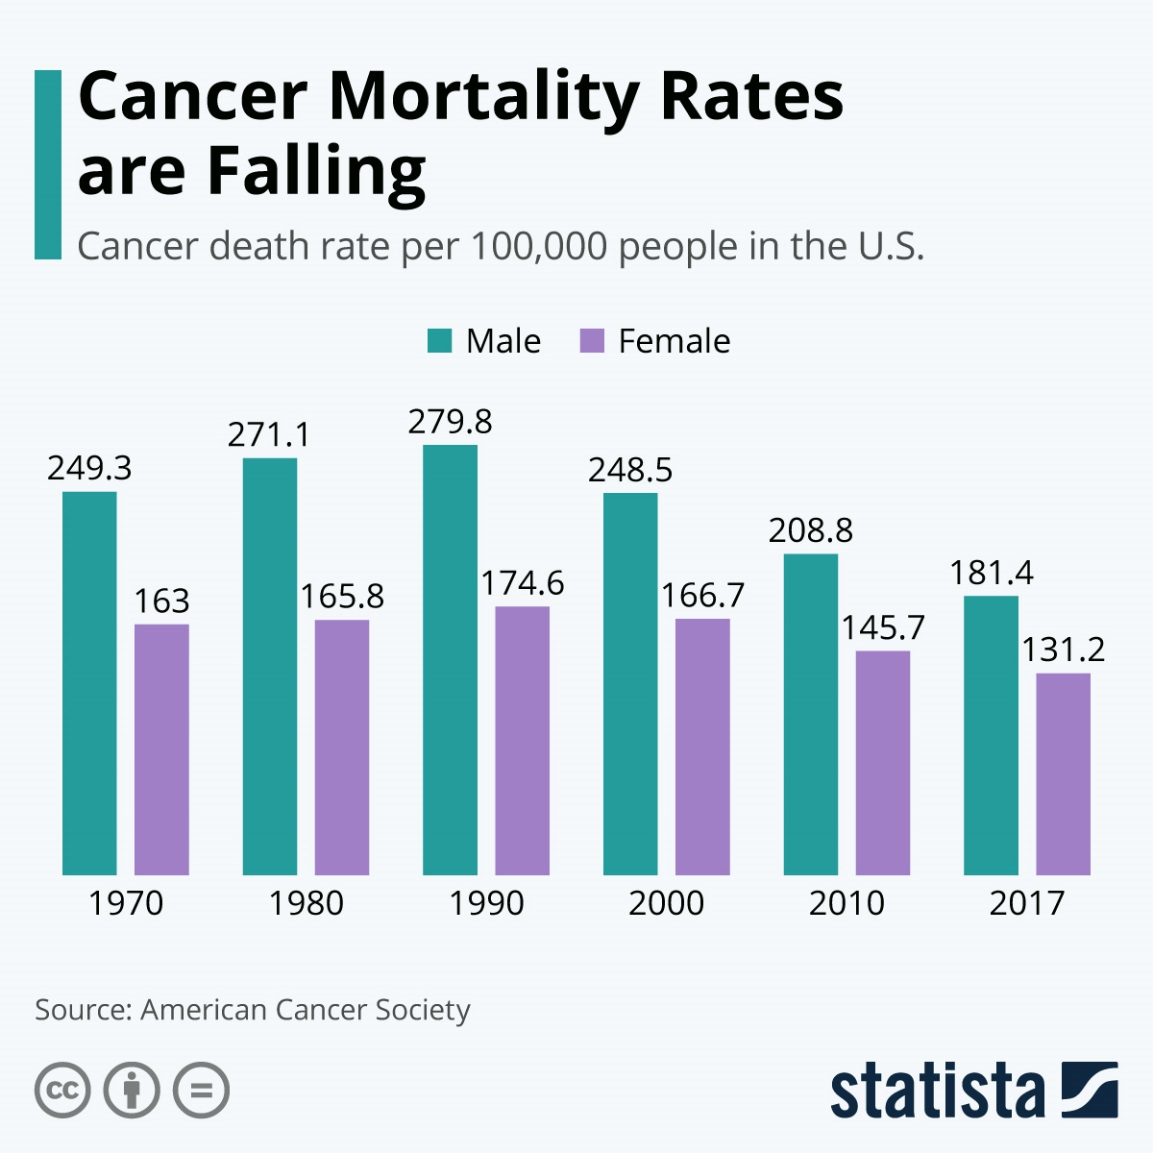 Cancer Mortality Rates
are Falling
Cancer death rate per 100,000 people in the U.S.
Male Female
249.3 163
271.1 165.8
279.8 174.6
248.5 166.7
208.8 145.7
181.4 131.2
1970 1980 1990 2000 2010 2017
Source: American Cancer Society
cc =
statista